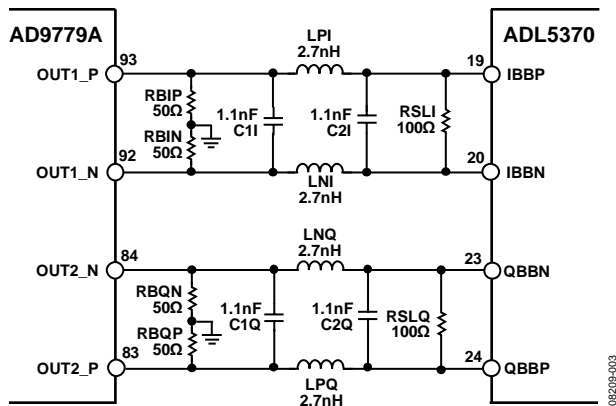 AD9779A
ADL5370
LPI
2.7nH
93
19
OUT1_P
IBBP
RBIP
50Ω
RBIN
50Ω
1.1nF
C1I
1.1nF
C2I
RSLI
100Ω
92
20
OUT1_N
IBBN
LNI
2.7nH
LNQ
2.7nH
84
23
OUT2_N
QBBN
RBQN
50Ω
RBQP
50Ω
1.1nF
C1Q
1.1nF
C2Q
RSLQ
100Ω
83
24
OUT2_P
QBBP
LPQ
2.7nH
08209-003